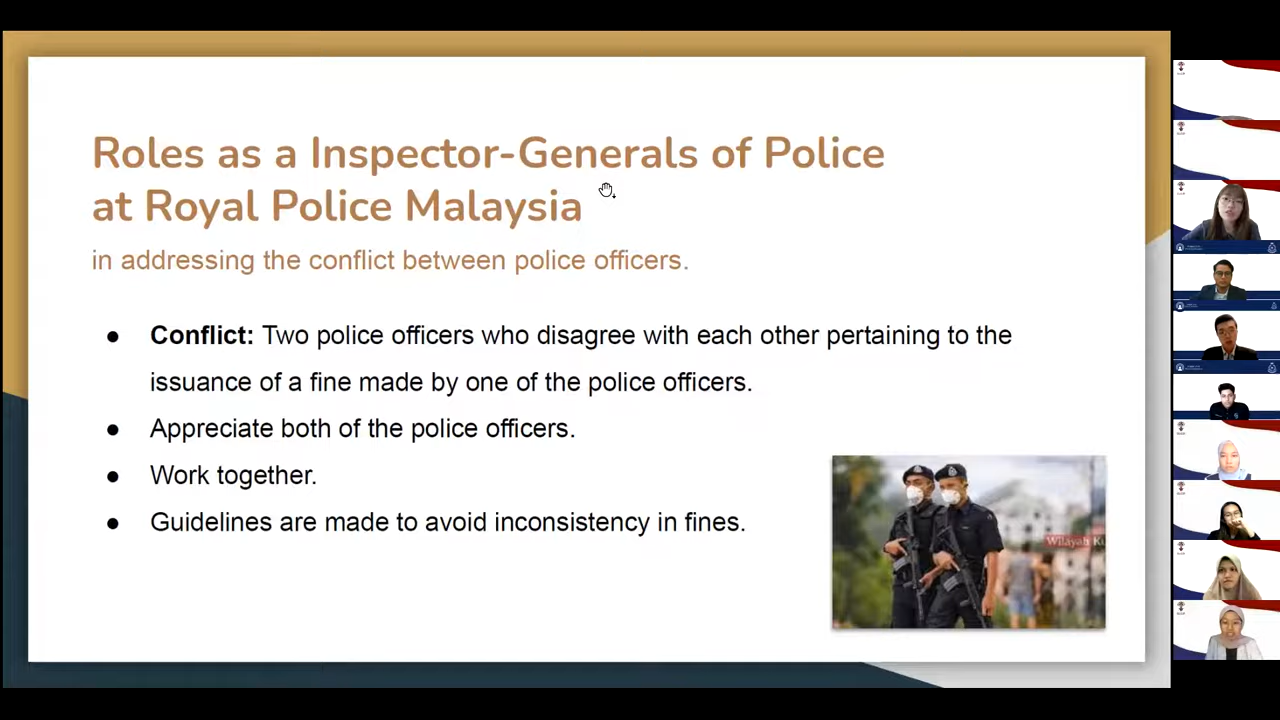 Roles as a Inspector-Generals of Police
at Royal Police Malaysia
in addressing the conflict between police officers.
● Conflict: Two police officers who disagree with each other pertaining to the
issuance of a fine made by one of the police officers.
● Appreciate both of the police officers.
● Work together.
● Guidelines are made to avoid inconsistency in fines.
Wilayah Ku